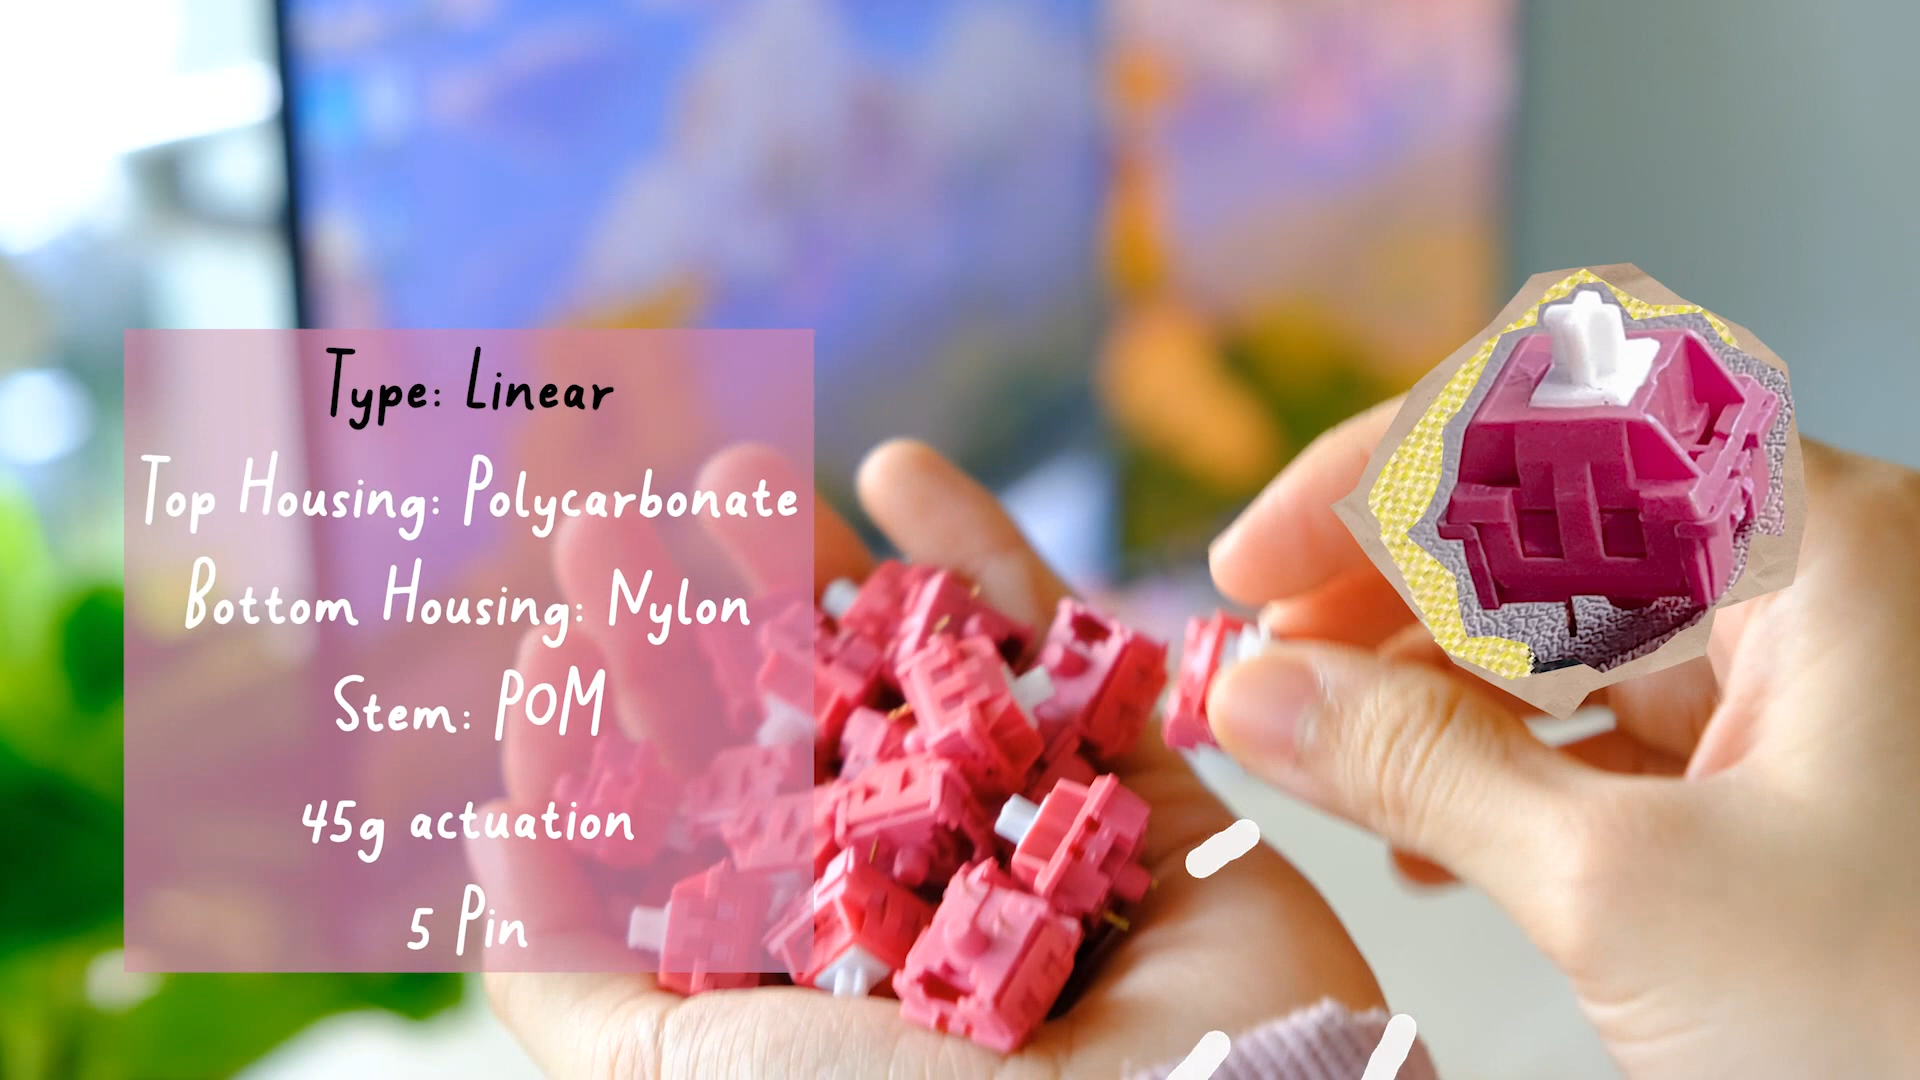 Type: Linear
Top Housing: Polycarbonate
Bottom Housing: Nylon
Stem: POM
45g actuation
5 Pin